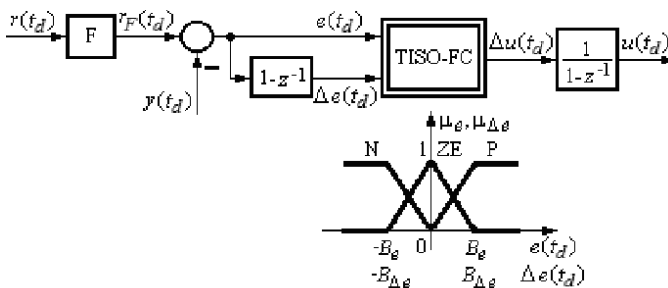 r(t_d) F r_F(t_d) e(t_d) TISO-FC Δu(t_d) 1 / (1-z⁻¹) u(t_d)
y(t_d) 1-z⁻¹ Δe(t_d)
μ_e, μ_Δe
N 1 ZE P
-B_e 0 B_e e(t_d)
-B_Δe B_Δe Δe(t_d)